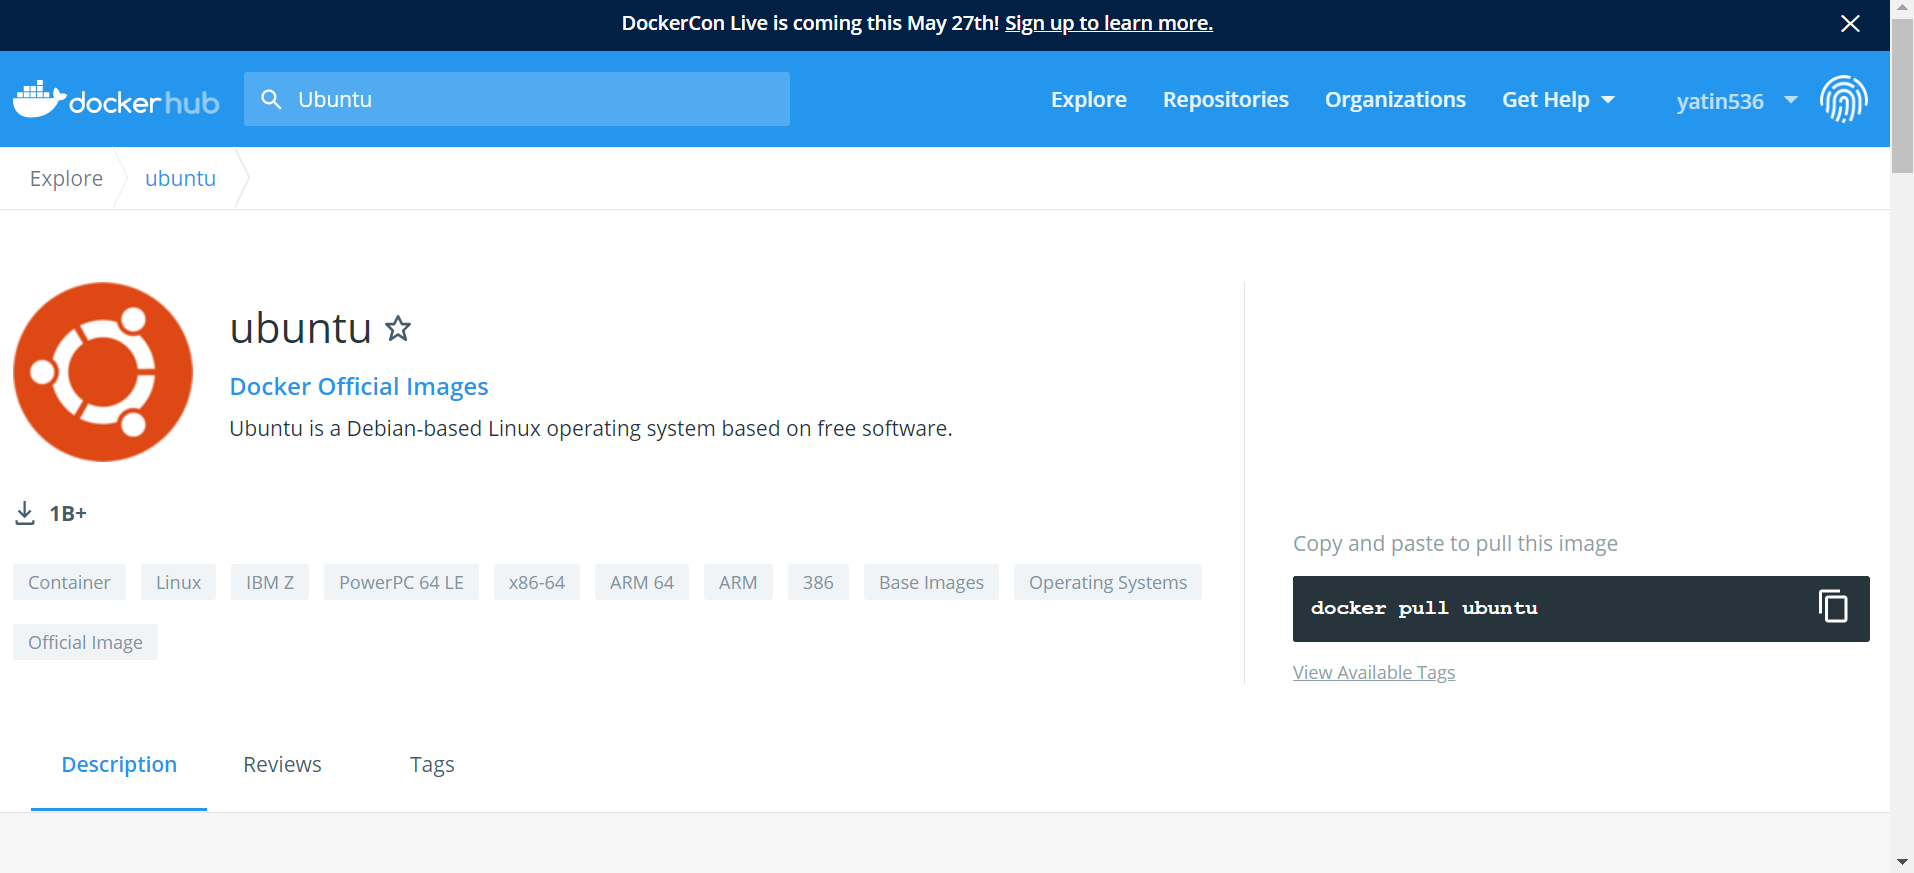 DockerCon Live is coming this May 27th! Sign up to learn more.
docker hub
Ubuntu
Explore Repositories Organizations Get Help yatin536
Explore ubuntu
ubuntu
Docker Official Images
Ubuntu is a Debian-based Linux operating system based on free software.
1B+
Container Linux IBM Z PowerPC 64 LE x86-64 ARM 64 ARM 386 Base Images Operating Systems
Official Image
Copy and paste to pull this image
docker pull ubuntu
View Available Tags
Description Reviews Tags